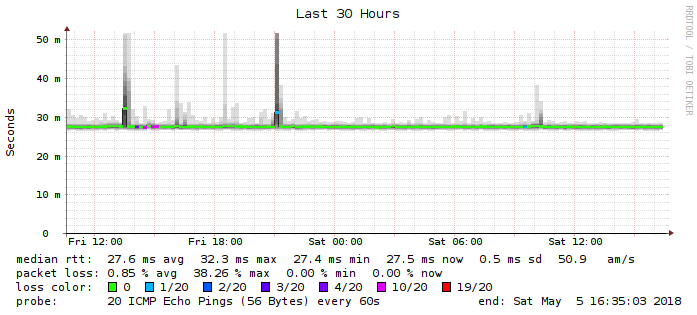 Last 30 Hours
RRDTOOL / TOBI OETIKER
Seconds
50 m
40 m
30 m
20 m
10 m
0
Fri 12:00 Fri 18:00 Sat 00:00 Sat 06:00 Sat 12:00
median rtt: 27.6 ms avg 32.3 ms max 27.4 ms min 27.5 ms now 0.5 ms sd 50.9 am/s
packet loss: 0.85 % avg 38.26 % max 0.00 % min 0.00 % now
loss color: 0 1/20 2/20 3/20 4/20 10/20 19/20
probe: 20 ICMP Echo Pings (56 Bytes) every 60s end: Sat May 5 16:35:03 2018